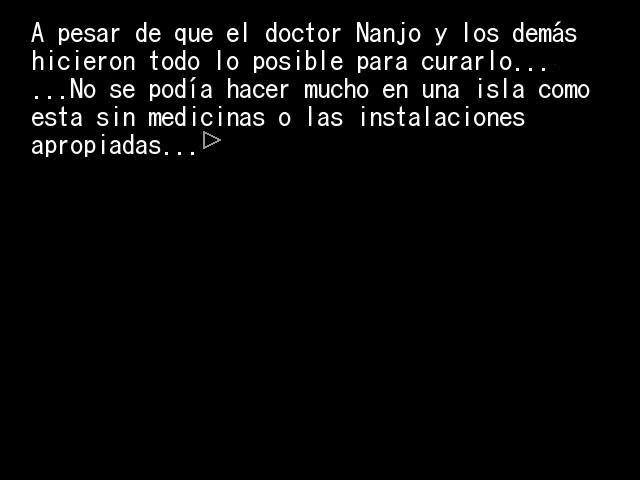 A pesar de que el doctor Nanjo y los demás
hicieron todo lo posible para curarlo...
...No se podía hacer mucho en una isla como
esta sin medicinas o las instalaciones
apropiadas...